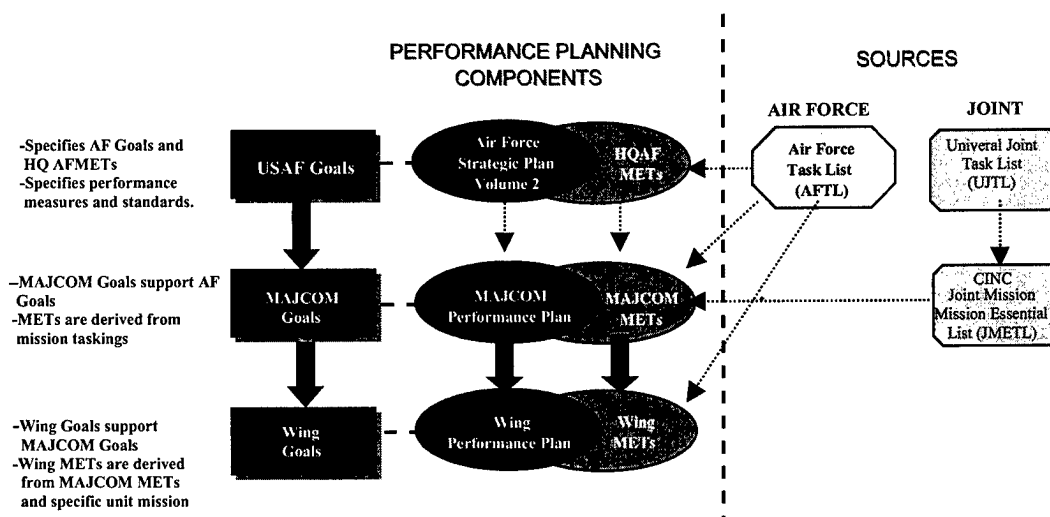 PERFORMANCE PLANNING
COMPONENTS
SOURCES
AIR FORCE
JOINT
-Specifies AF Goals and
HQ AFMETs
-Specifies performance
measures and standards.
USAF Goals
Air Force
Strategic Plan
Volume 2
HQAF
METs
Air Force
Task List
(AFTL)
Univeral Joint
Task List
(UJTL)
–MAJCOM Goals support AF
Goals
-METs are derived from
mission taskings
MAJCOM
Goals
MAJCOM
Performance Plan
MAJCOM
METs
CINC
Joint Mission
Mission Essential
List (JMETL)
-Wing Goals support
MAJCOM Goals
-Wing METs are derived
from MAJCOM METs
and specific unit mission
Wing
Goals
Wing
Performance Plan
Wing
METs